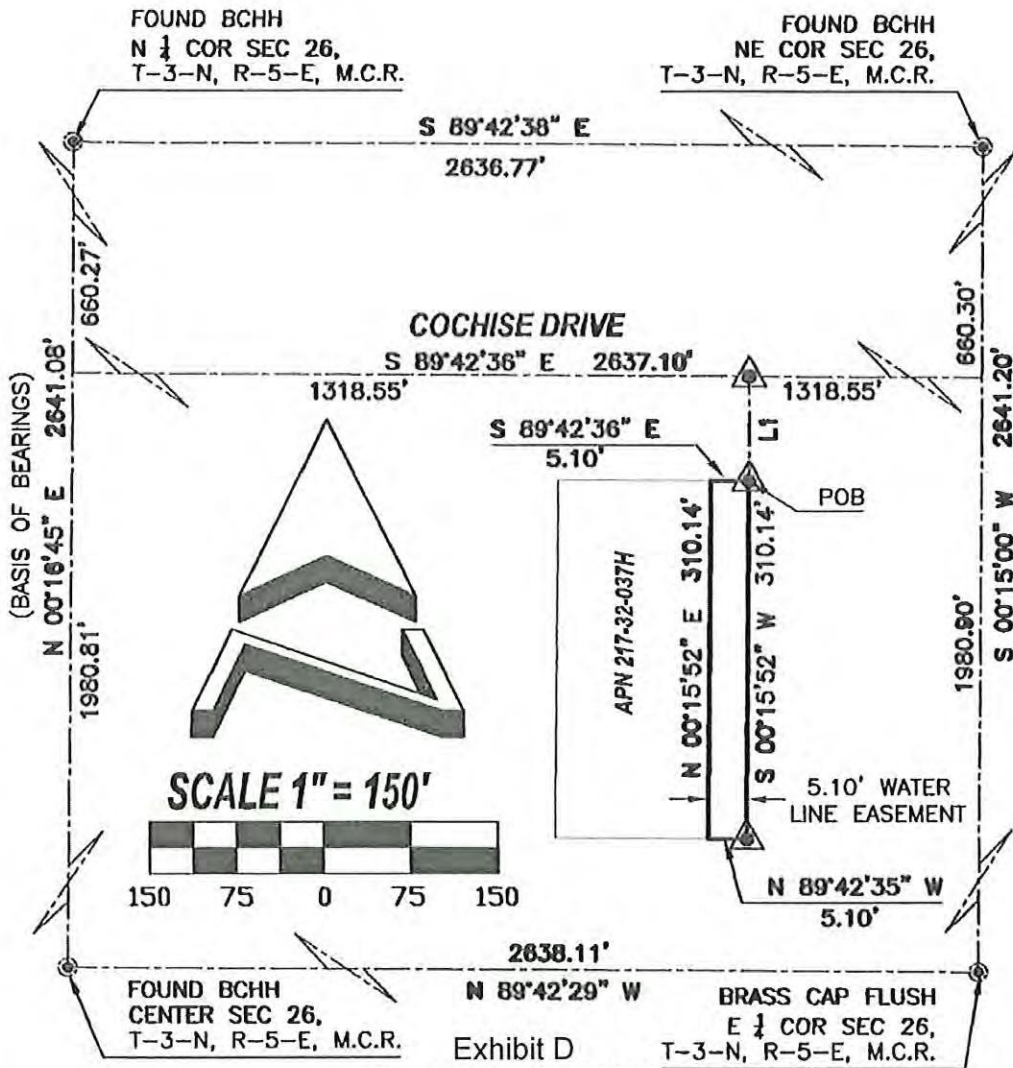 FOUND BCHH
N ¼ COR SEC 26,
T-3-N, R-5-E, M.C.R.
FOUND BCHH
NE COR SEC 26,
T-3-N, R-5-E, M.C.R.
S 89°42'38" E
2636.77'
660.27'
660.30'
COCHISE DRIVE
S 89°42'36" E 2637.10'
1318.55'
1318.55'
(BASIS OF BEARINGS)
N 00°16'45" E 2641.08'
1980.81'
S 89°42'36" E
5.10'
L1
POB
APN 217-32-037H
N 00°15'52" E 310.14'
S 00°15'52" W 310.14'
1980.90'
S 00°15'00" W 2641.20'
5.10' WATER
LINE EASEMENT
SCALE 1" = 150'
150 75 0 75 150
N 89°42'35" W
5.10'
2638.11'
N 89°42'29" W
FOUND BCHH
CENTER SEC 26,
T-3-N, R-5-E, M.C.R.
Exhibit D
BRASS CAP FLUSH
E ¼ COR SEC 26,
T-3-N, R-5-E, M.C.R.